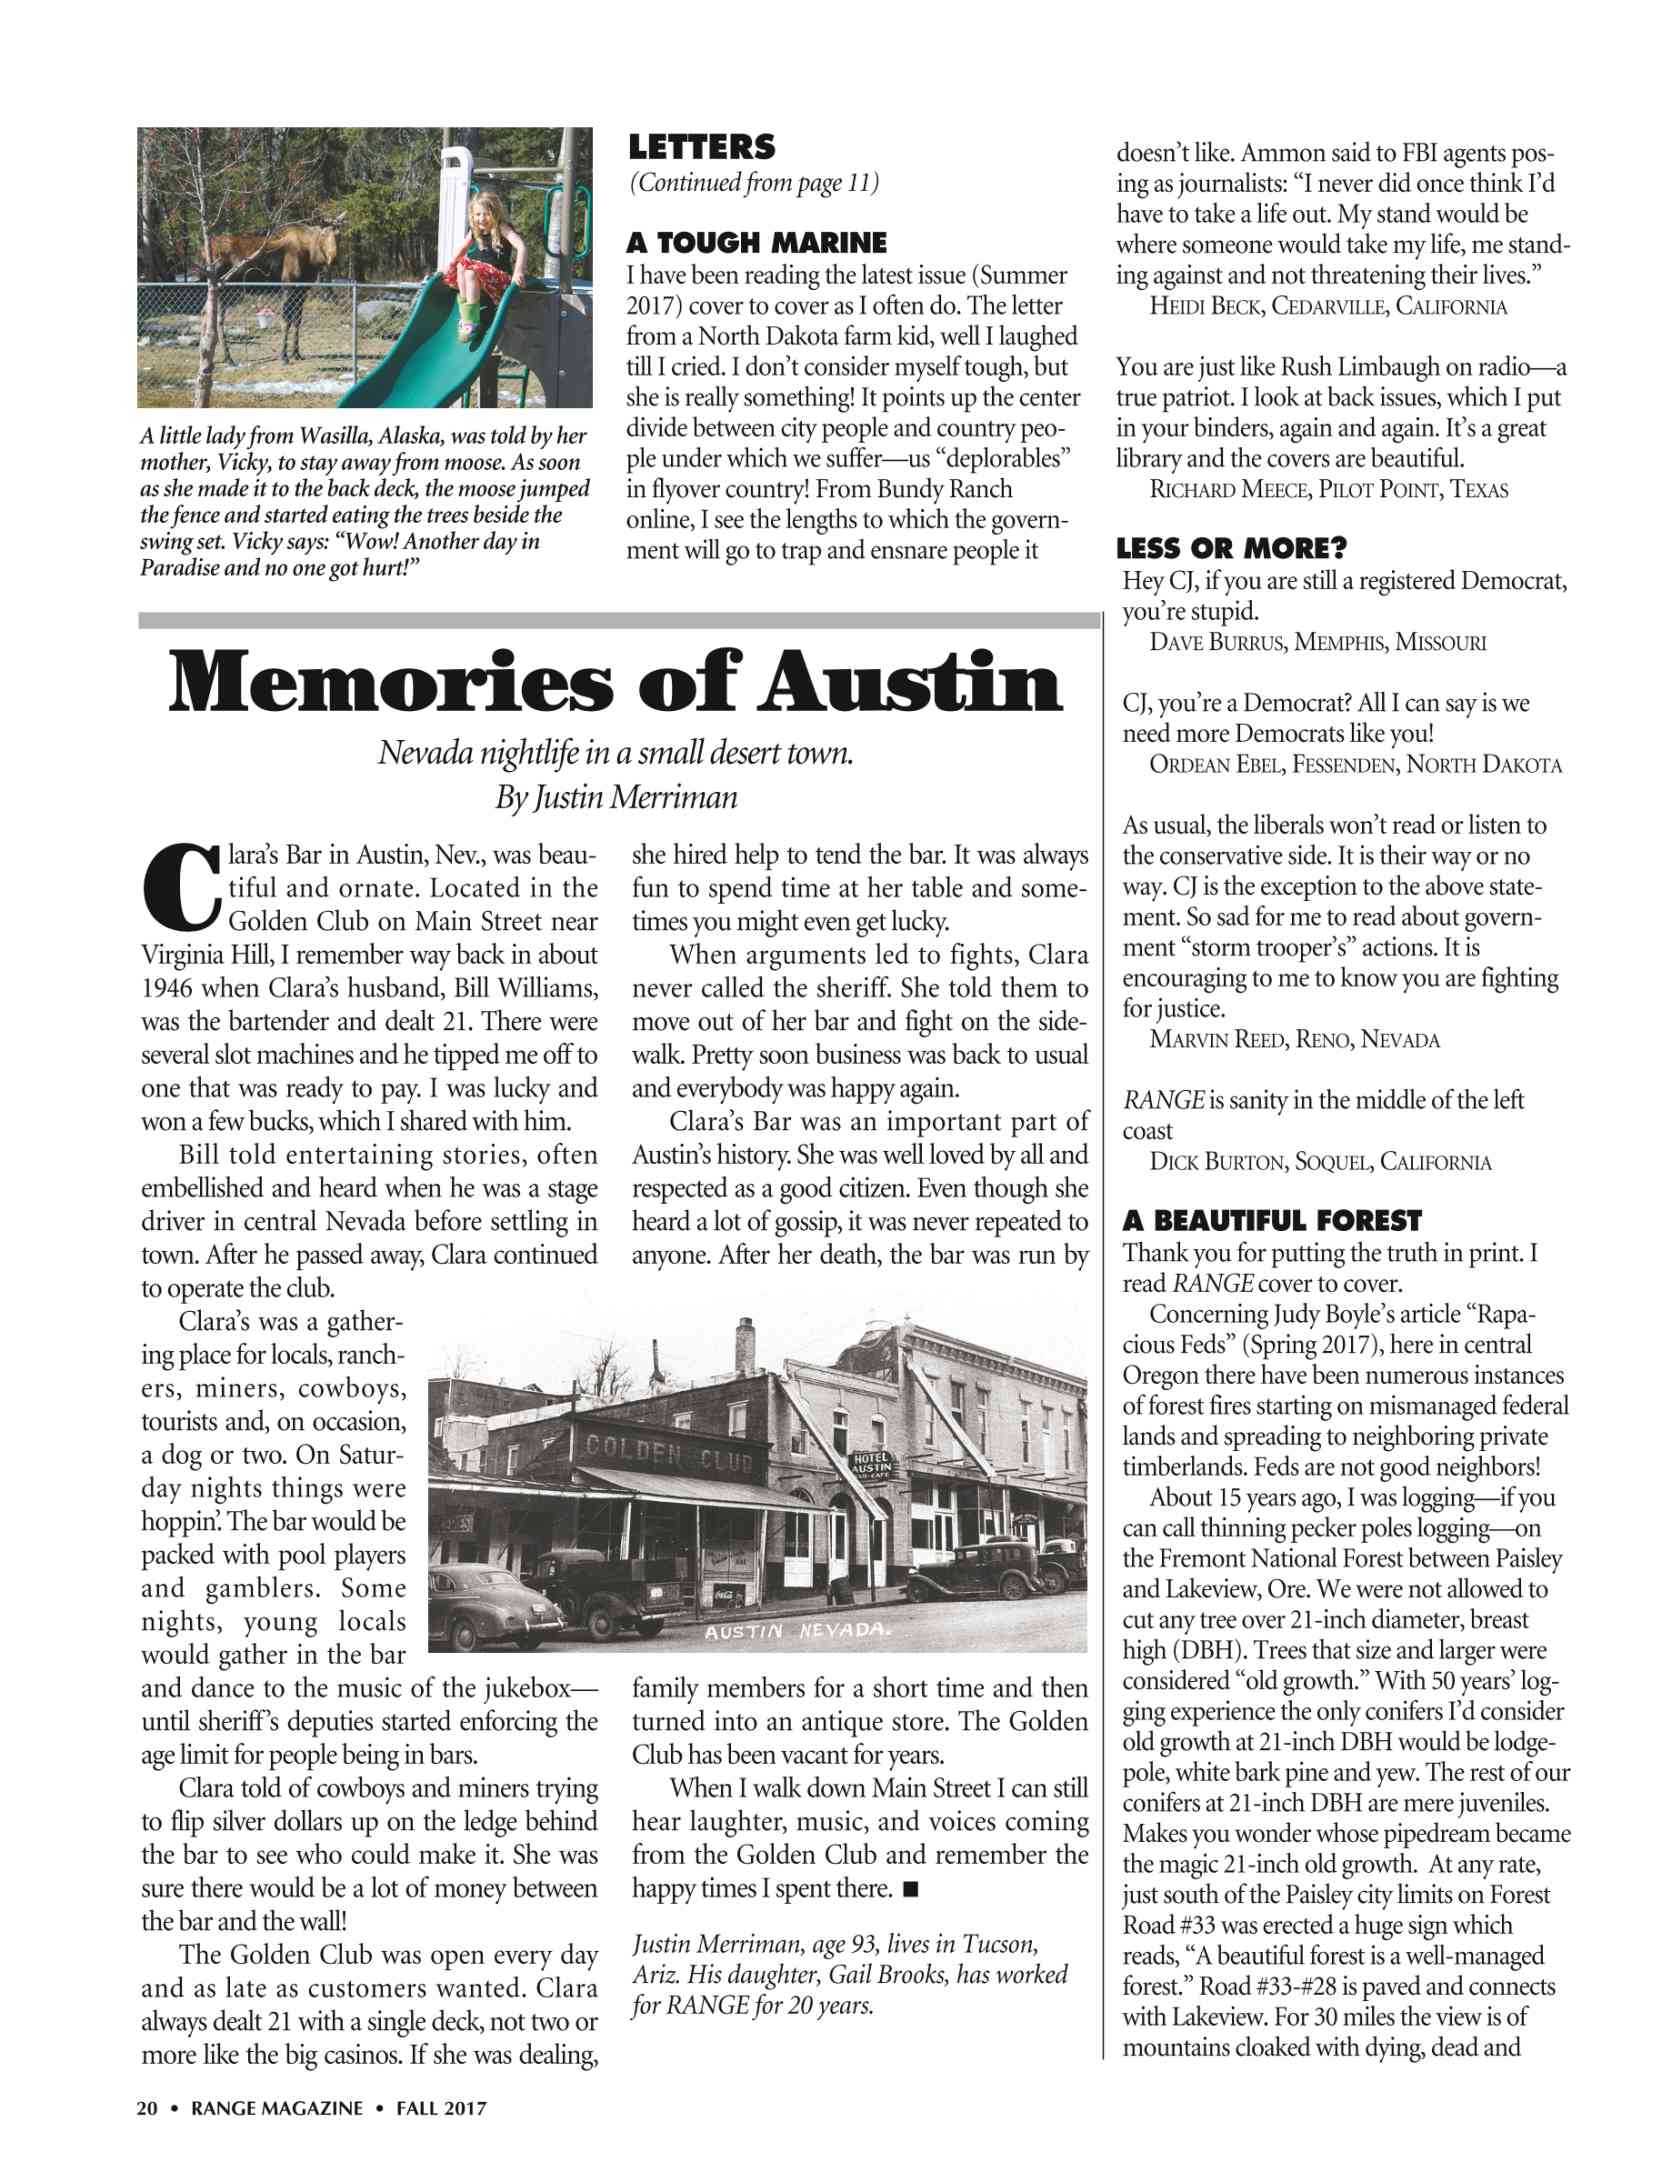 A little lady from Wasilla, Alaska, was told by her
mother, Vicky, to stay away from moose. As soon
as she made it to the back deck, the moose jumped
the fence and started eating the trees beside the
swing set. Vicky says: “Wow! Another day in
Paradise and no one got hurt!”
LETTERS
(Continued from page 11)
A TOUGH MARINE
I have been reading the latest issue (Summer
2017) cover to cover as I often do. The letter
from a North Dakota farm kid, well I laughed
till I cried. I don’t consider myself tough, but
she is really something! It points up the center
divide between city people and country peo-
ple under which we suffer—us “deplorables”
in flyover country! From Bundy Ranch
online, I see the lengths to which the govern-
ment will go to trap and ensnare people it
doesn’t like. Ammon said to FBI agents pos-
ing as journalists: “I never did once think I’d
have to take a life out. My stand would be
where someone would take my life, me stand-
ing against and not threatening their lives.”
HEIDI BECK, CEDARVILLE, CALIFORNIA
You are just like Rush Limbaugh on radio—a
true patriot. I look at back issues, which I put
in your binders, again and again. It’s a great
library and the covers are beautiful.
RICHARD MEECE, PILOT POINT, TEXAS
LESS OR MORE?
Hey CJ, if you are still a registered Democrat,
you’re stupid.
DAVE BURRUS, MEMPHIS, MISSOURI
CJ, you’re a Democrat? All I can say is we
need more Democrats like you!
ORDEAN EBEL, FESSENDEN, NORTH DAKOTA
As usual, the liberals won’t read or listen to
the conservative side. It is their way or no
way. CJ is the exception to the above state-
ment. So sad for me to read about govern-
ment “storm trooper’s” actions. It is
encouraging to me to know you are fighting
for justice.
MARVIN REED, RENO, NEVADA
RANGE is sanity in the middle of the left
coast
DICK BURTON, SOQUEL, CALIFORNIA
A BEAUTIFUL FOREST
Thank you for putting the truth in print. I
read RANGE cover to cover.
Concerning Judy Boyle’s article “Rapa-
cious Feds” (Spring 2017), here in central
Oregon there have been numerous instances
of forest fires starting on mismanaged federal
lands and spreading to neighboring private
timberlands. Feds are not good neighbors!
About 15 years ago, I was logging—if you
can call thinning pecker poles logging—on
the Fremont National Forest between Paisley
and Lakeview, Ore. We were not allowed to
cut any tree over 21-inch diameter, breast
high (DBH). Trees that size and larger were
considered “old growth.” With 50 years’ log-
ging experience the only conifers I’d consider
old growth at 21-inch DBH would be lodge-
pole, white bark pine and yew. The rest of our
conifers at 21-inch DBH are mere juveniles.
Makes you wonder whose pipedream became
the magic 21-inch old growth. At any rate,
just south of the Paisley city limits on Forest
Road #33 was erected a huge sign which
reads, “A beautiful forest is a well-managed
forest.” Road #33-#28 is paved and connects
with Lakeview. For 30 miles the view is of
mountains cloaked with dying, dead and
Memories of Austin
Nevada nightlife in a small desert town.
By Justin Merriman
Clara’s Bar in Austin, Nev., was beau-
tiful and ornate. Located in the
Golden Club on Main Street near
Virginia Hill, I remember way back in about
1946 when Clara’s husband, Bill Williams,
was the bartender and dealt 21. There were
several slot machines and he tipped me off to
one that was ready to pay. I was lucky and
won a few bucks, which I shared with him.
Bill told entertaining stories, often
embellished and heard when he was a stage
driver in central Nevada before settling in
town. After he passed away, Clara continued
to operate the club.
Clara’s was a gather-
ing place for locals, ranch-
ers, miners, cowboys,
tourists and, on occasion,
a dog or two. On Satur-
day nights things were
hoppin’. The bar would be
packed with pool players
and gamblers. Some
nights, young locals
would gather in the bar
and dance to the music of the jukebox—
until sheriff’s deputies started enforcing the
age limit for people being in bars.
Clara told of cowboys and miners trying
to flip silver dollars up on the ledge behind
the bar to see who could make it. She was
sure there would be a lot of money between
the bar and the wall!
The Golden Club was open every day
and as late as customers wanted. Clara
always dealt 21 with a single deck, not two or
more like the big casinos. If she was dealing,
she hired help to tend the bar. It was always
fun to spend time at her table and some-
times you might even get lucky.
When arguments led to fights, Clara
never called the sheriff. She told them to
move out of her bar and fight on the side-
walk. Pretty soon business was back to usual
and everybody was happy again.
Clara’s Bar was an important part of
Austin’s history. She was well loved by all and
respected as a good citizen. Even though she
heard a lot of gossip, it was never repeated to
anyone. After her death, the bar was run by
GOLDEN CLUB
HOTEL
AUSTIN
BAR-CAFE
Coca-Cola
AUSTIN NEVADA.
family members for a short time and then
turned into an antique store. The Golden
Club has been vacant for years.
When I walk down Main Street I can still
hear laughter, music, and voices coming
from the Golden Club and remember the
happy times I spent there. ■
Justin Merriman, age 93, lives in Tucson,
Ariz. His daughter, Gail Brooks, has worked
for RANGE for 20 years.
20 • RANGE MAGAZINE • FALL 2017